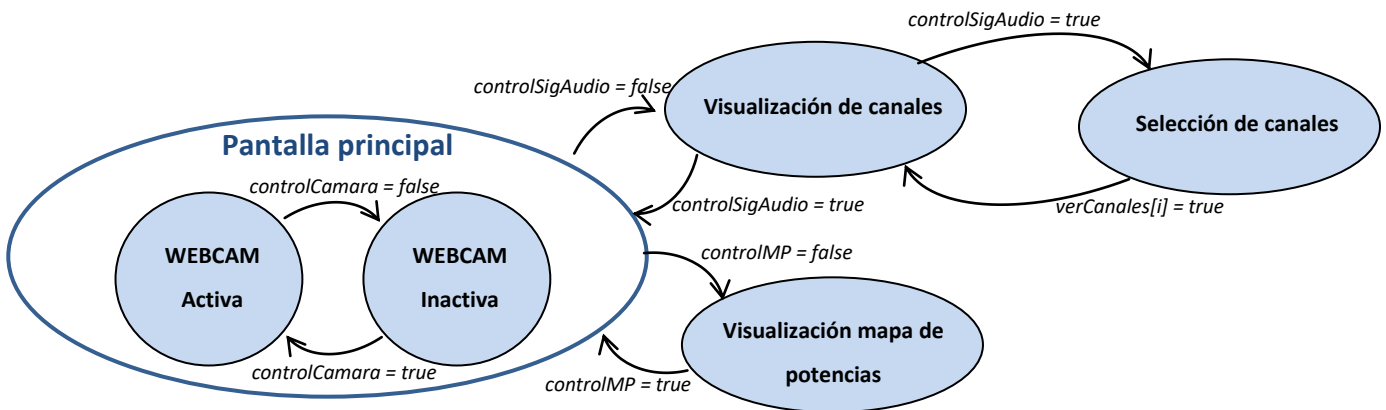 controlSigAudio = true
controlSigAudio = false
Visualización de canales
Selección de canales
Pantalla principal
controlCamara = false
controlSigAudio = true
verCanales[i] = true
WEBCAM
Activa
WEBCAM
Inactiva
controlMP = false
Visualización mapa de
potencias
controlCamara = true
controlMP = true